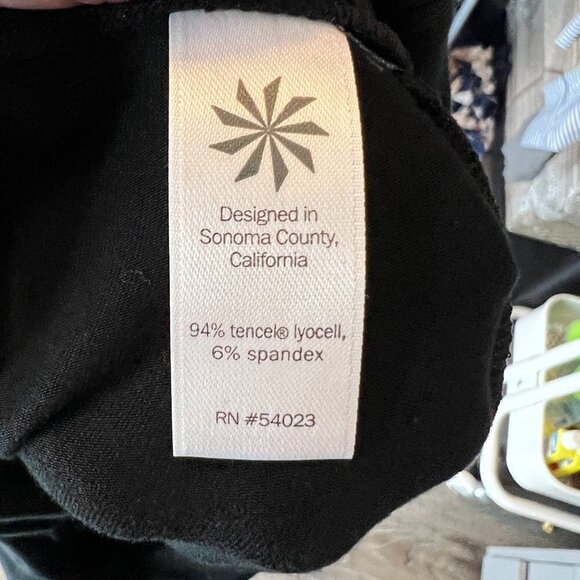 Designed in
Sonoma County,
California
94% tencel® lyocell,
6% spandex
RN #54023